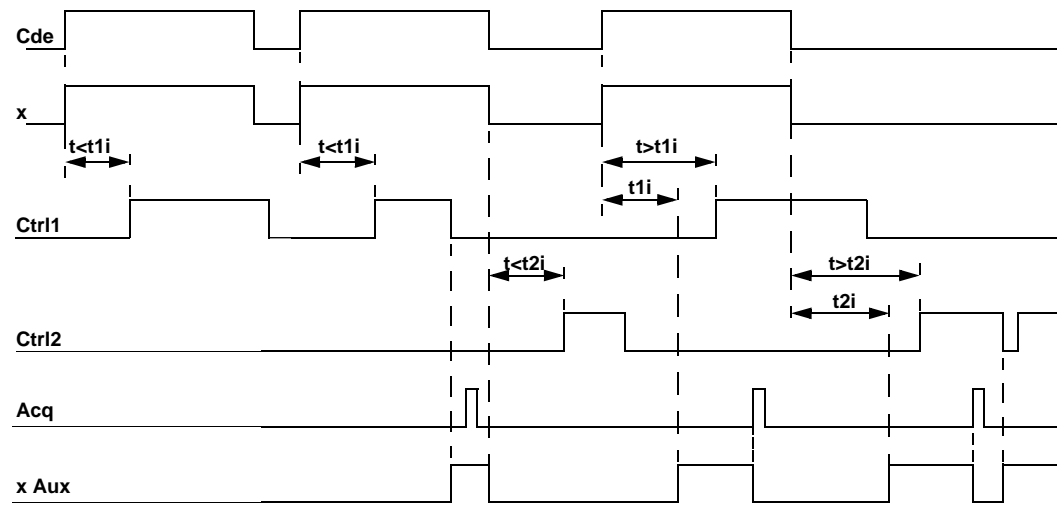 Cde
x
t<t1i
t<t1i
t>t1i
t1i
Ctrl1
t<t2i
t>t2i
t2i
Ctrl2
Acq
x Aux